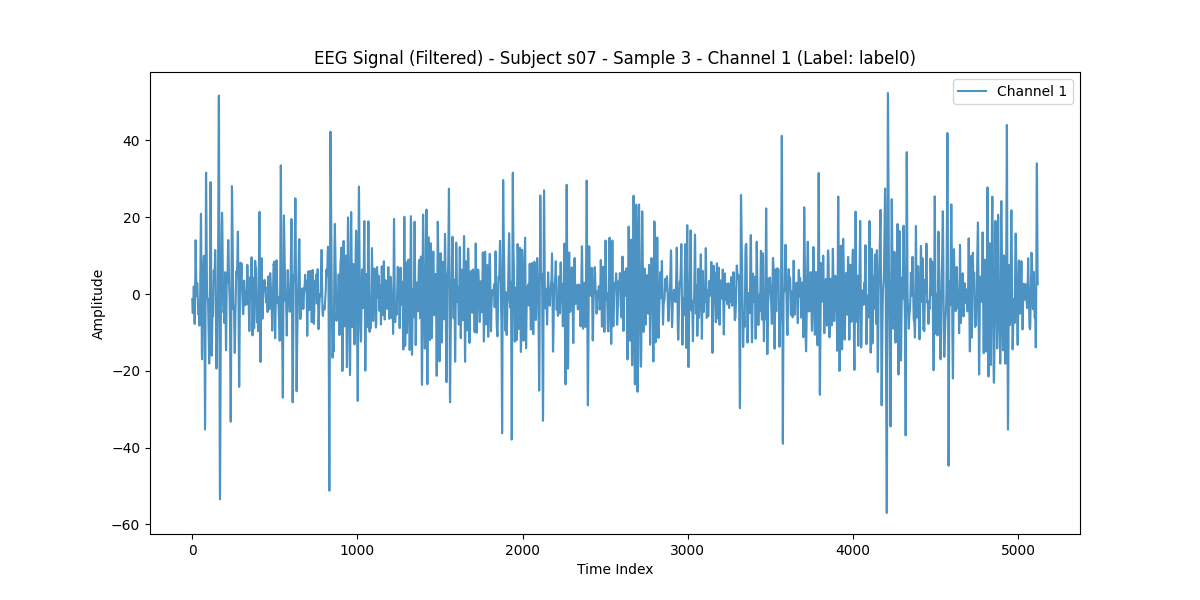 EEG Signal (Filtered) - Subject s07 - Sample 3 - Channel 1 (Label: label0)
Channel 1
40
20
0
−20
−40
−60
Amplitude
0 1000 2000 3000 4000 5000
Time Index